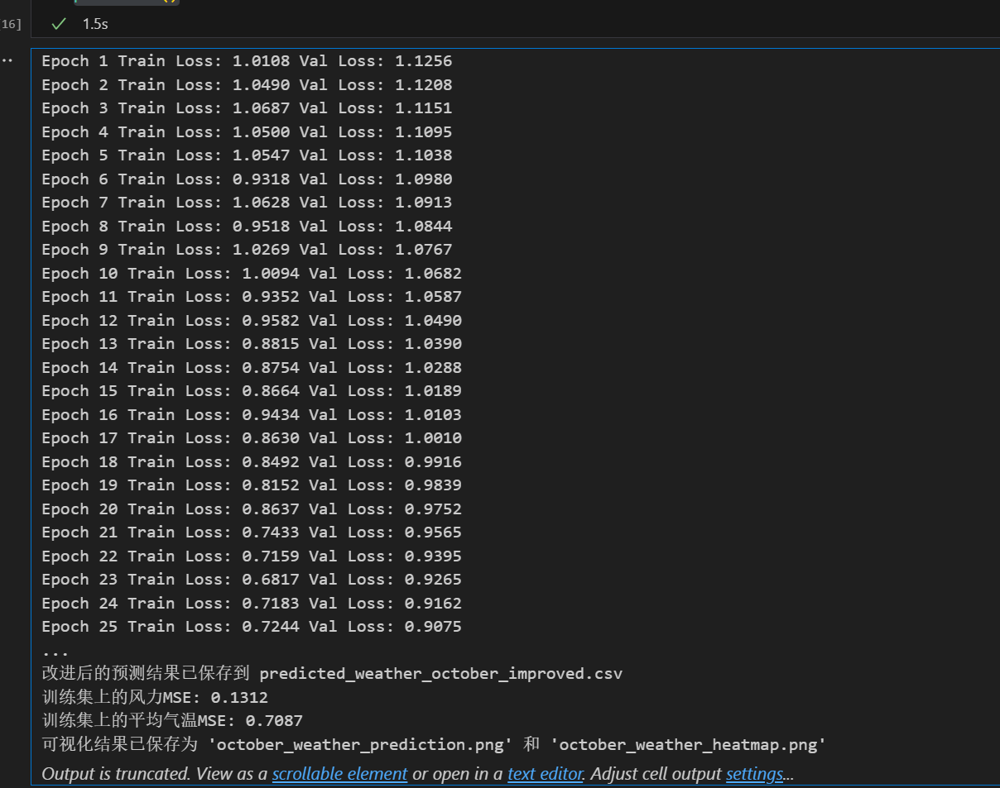 16]
1.5s
Epoch 1 Train Loss: 1.0108 Val Loss: 1.1256
Epoch 2 Train Loss: 1.0490 Val Loss: 1.1208
Epoch 3 Train Loss: 1.0687 Val Loss: 1.1151
Epoch 4 Train Loss: 1.0500 Val Loss: 1.1095
Epoch 5 Train Loss: 1.0547 Val Loss: 1.1038
Epoch 6 Train Loss: 0.9318 Val Loss: 1.0980
Epoch 7 Train Loss: 1.0628 Val Loss: 1.0913
Epoch 8 Train Loss: 0.9518 Val Loss: 1.0844
Epoch 9 Train Loss: 1.0269 Val Loss: 1.0767
Epoch 10 Train Loss: 1.0094 Val Loss: 1.0682
Epoch 11 Train Loss: 0.9352 Val Loss: 1.0587
Epoch 12 Train Loss: 0.9582 Val Loss: 1.0490
Epoch 13 Train Loss: 0.8815 Val Loss: 1.0390
Epoch 14 Train Loss: 0.8754 Val Loss: 1.0288
Epoch 15 Train Loss: 0.8664 Val Loss: 1.0189
Epoch 16 Train Loss: 0.9434 Val Loss: 1.0103
Epoch 17 Train Loss: 0.8630 Val Loss: 1.0010
Epoch 18 Train Loss: 0.8492 Val Loss: 0.9916
Epoch 19 Train Loss: 0.8152 Val Loss: 0.9839
Epoch 20 Train Loss: 0.8637 Val Loss: 0.9752
Epoch 21 Train Loss: 0.7433 Val Loss: 0.9565
Epoch 22 Train Loss: 0.7159 Val Loss: 0.9395
Epoch 23 Train Loss: 0.6817 Val Loss: 0.9265
Epoch 24 Train Loss: 0.7183 Val Loss: 0.9162
Epoch 25 Train Loss: 0.7244 Val Loss: 0.9075
...
改进后的预测结果已保存到 predicted_weather_october_improved.csv
训练集上的风力MSE: 0.1312
训练集上的平均气温MSE: 0.7087
可视化结果已保存为 'october_weather_prediction.png' 和 'october_weather_heatmap.png'
Output is truncated. View as a scrollable element or open in a text editor. Adjust cell output settings...